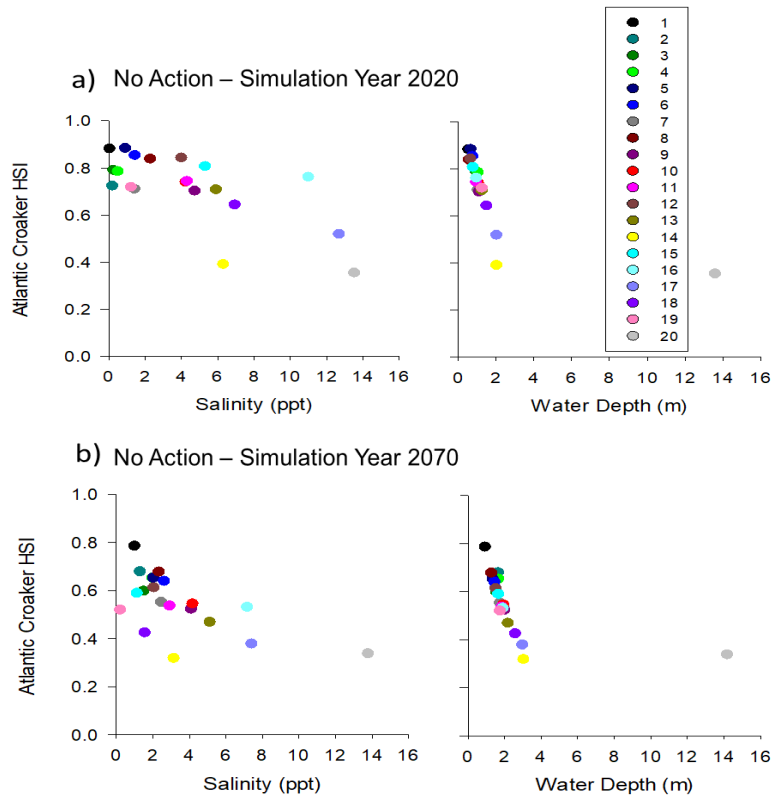 a) No Action – Simulation Year 2020
1
2
3
4
5
6
7
8
9
10
11
12
13
14
15
16
17
18
19
20
Atlantic Croaker HSI
1.0
0.8
0.6
0.4
0.2
0.0
0 2 4 6 8 10 12 14 16
Salinity (ppt)
0 2 4 6 8 10 12 14 16
Water Depth (m)
b) No Action – Simulation Year 2070
Atlantic Croaker HSI
1.0
0.8
0.6
0.4
0.2
0.0
0 2 4 6 8 10 12 14 16
Salinity (ppt)
0 2 4 6 8 10 12 14 16
Water Depth (m)